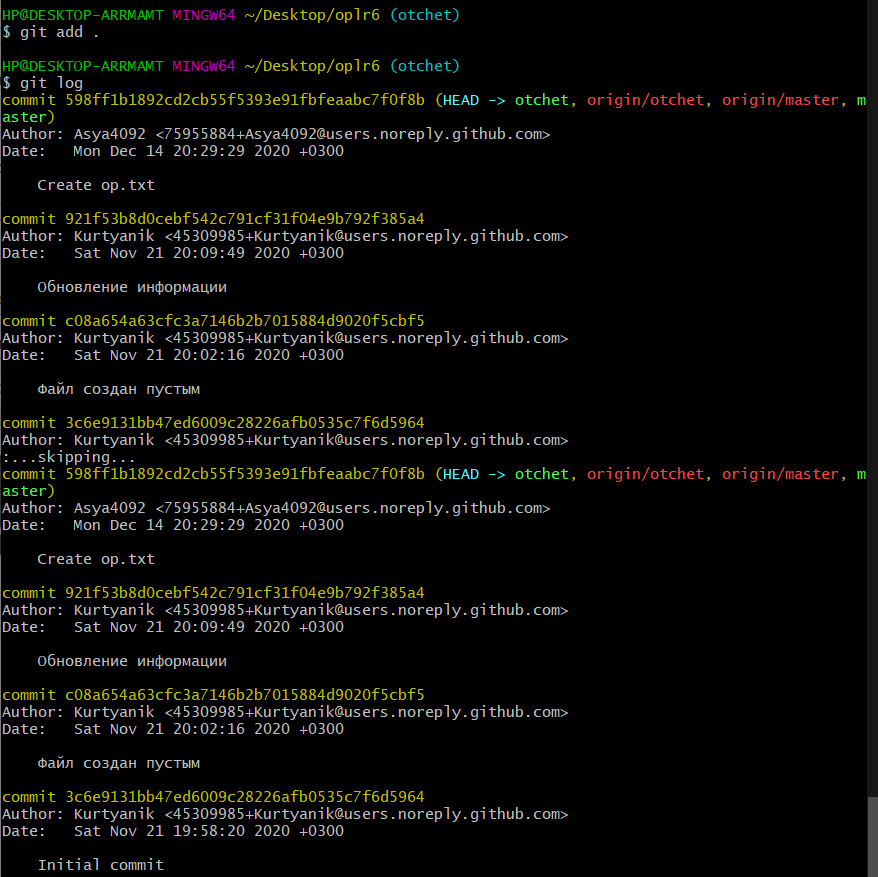 HP@DESKTOP-ARRMAMT MINGW64 ~/Desktop/oplr6 (otchet)
$ git add .
HP@DESKTOP-ARRMAMT MINGW64 ~/Desktop/oplr6 (otchet)
$ git log
commit 598ff1b1892cd2cb55f5393e91fbfeaabc7f0f8b (HEAD -> otchet, origin/otchet, origin/master, m
aster)
Author: Asya4092 <75955884+Asya4092@users.noreply.github.com>
Date:   Mon Dec 14 20:29:29 2020 +0300
Create op.txt
commit 921f53b8d0cebf542c791cf31f04e9b792f385a4
Author: Kurtyanik <45309985+Kurtyanik@users.noreply.github.com>
Date:   Sat Nov 21 20:09:49 2020 +0300
Обновление информации
commit c08a654a63cfc3a7146b2b7015884d9020f5cbf5
Author: Kurtyanik <45309985+Kurtyanik@users.noreply.github.com>
Date:   Sat Nov 21 20:02:16 2020 +0300
Файл создан пустым
commit 3c6e9131bb47ed6009c28226afb0535c7f6d5964
Author: Kurtyanik <45309985+Kurtyanik@users.noreply.github.com>
:...skipping...
commit 598ff1b1892cd2cb55f5393e91fbfeaabc7f0f8b (HEAD -> otchet, origin/otchet, origin/master, m
aster)
Author: Asya4092 <75955884+Asya4092@users.noreply.github.com>
Date:   Mon Dec 14 20:29:29 2020 +0300
Create op.txt
commit 921f53b8d0cebf542c791cf31f04e9b792f385a4
Author: Kurtyanik <45309985+Kurtyanik@users.noreply.github.com>
Date:   Sat Nov 21 20:09:49 2020 +0300
Обновление информации
commit c08a654a63cfc3a7146b2b7015884d9020f5cbf5
Author: Kurtyanik <45309985+Kurtyanik@users.noreply.github.com>
Date:   Sat Nov 21 20:02:16 2020 +0300
Файл создан пустым
commit 3c6e9131bb47ed6009c28226afb0535c7f6d5964
Author: Kurtyanik <45309985+Kurtyanik@users.noreply.github.com>
Date:   Sat Nov 21 19:58:20 2020 +0300
Initial commit